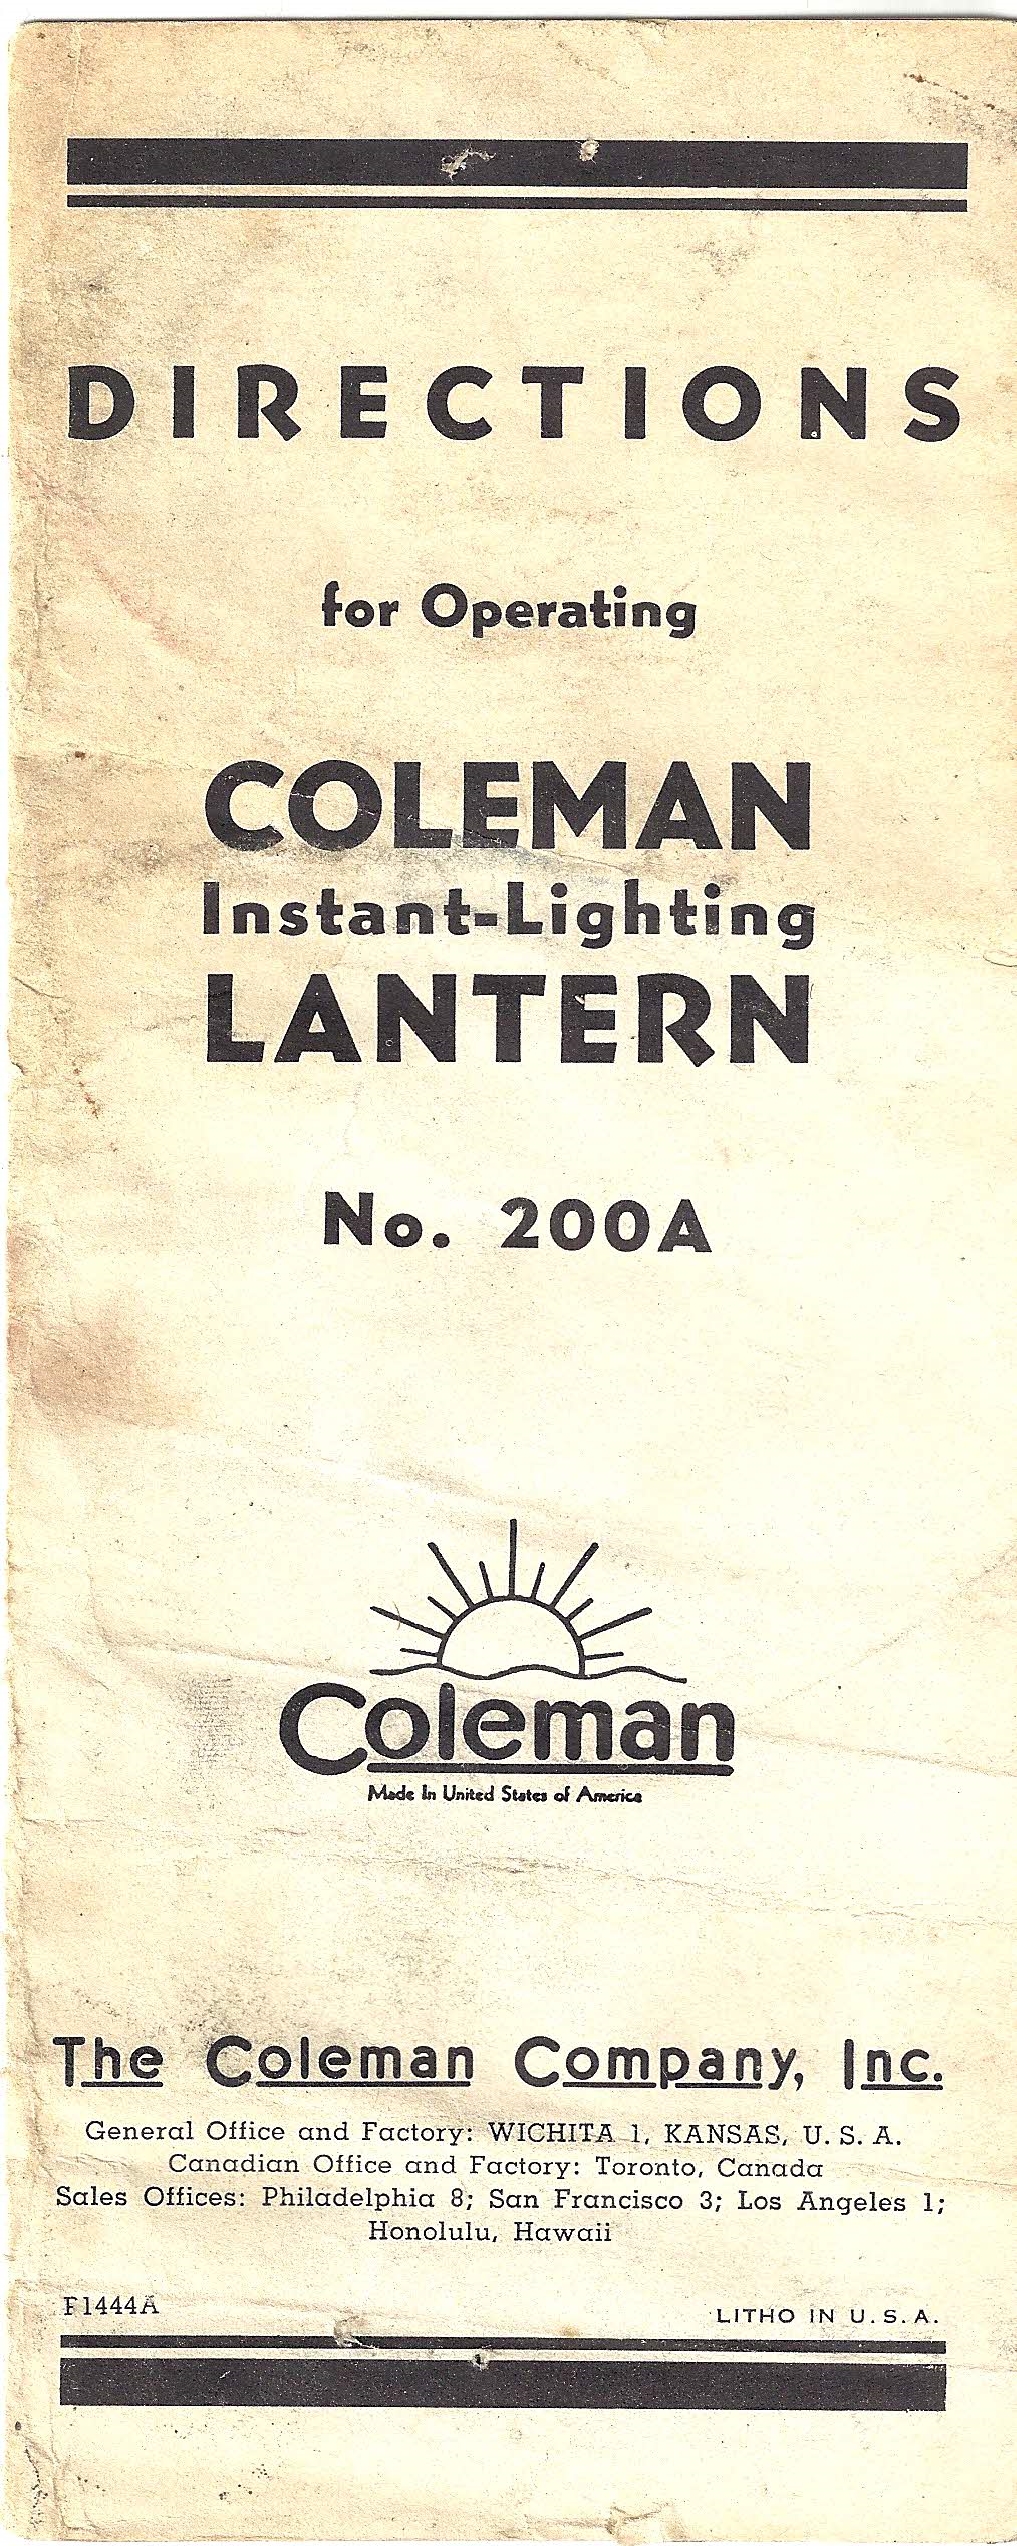 DIRECTIONS
for Operating
COLEMAN
Instant-Lighting
LANTERN
No. 200A
Coleman
Made In United States of America
The Coleman Company, Inc.
General Office and Factory: WICHITA 1, KANSAS, U. S. A.
Canadian Office and Factory: Toronto, Canada
Sales Offices: Philadelphia 8; San Francisco 3; Los Angeles 1;
Honolulu, Hawaii
F1444A
LITHO IN U. S. A.